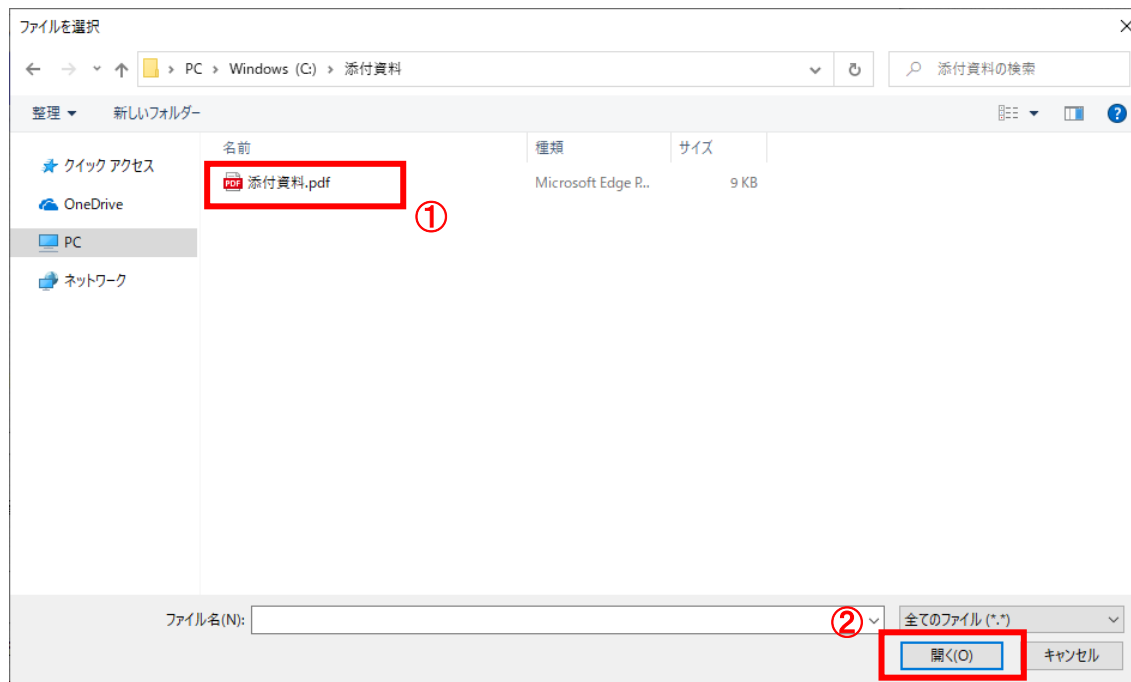 ファイルを選択
PC › Windows (C:) › 添付資料
添付資料の検索
整理 新しいフォルダー
名前 種類 サイズ
クイック アクセス
PDF 添付資料.pdf Microsoft Edge P... 9 KB
①
OneDrive
PC
ネットワーク
ファイル名(N):
②
全てのファイル (*.*)
開く(O) キャンセル